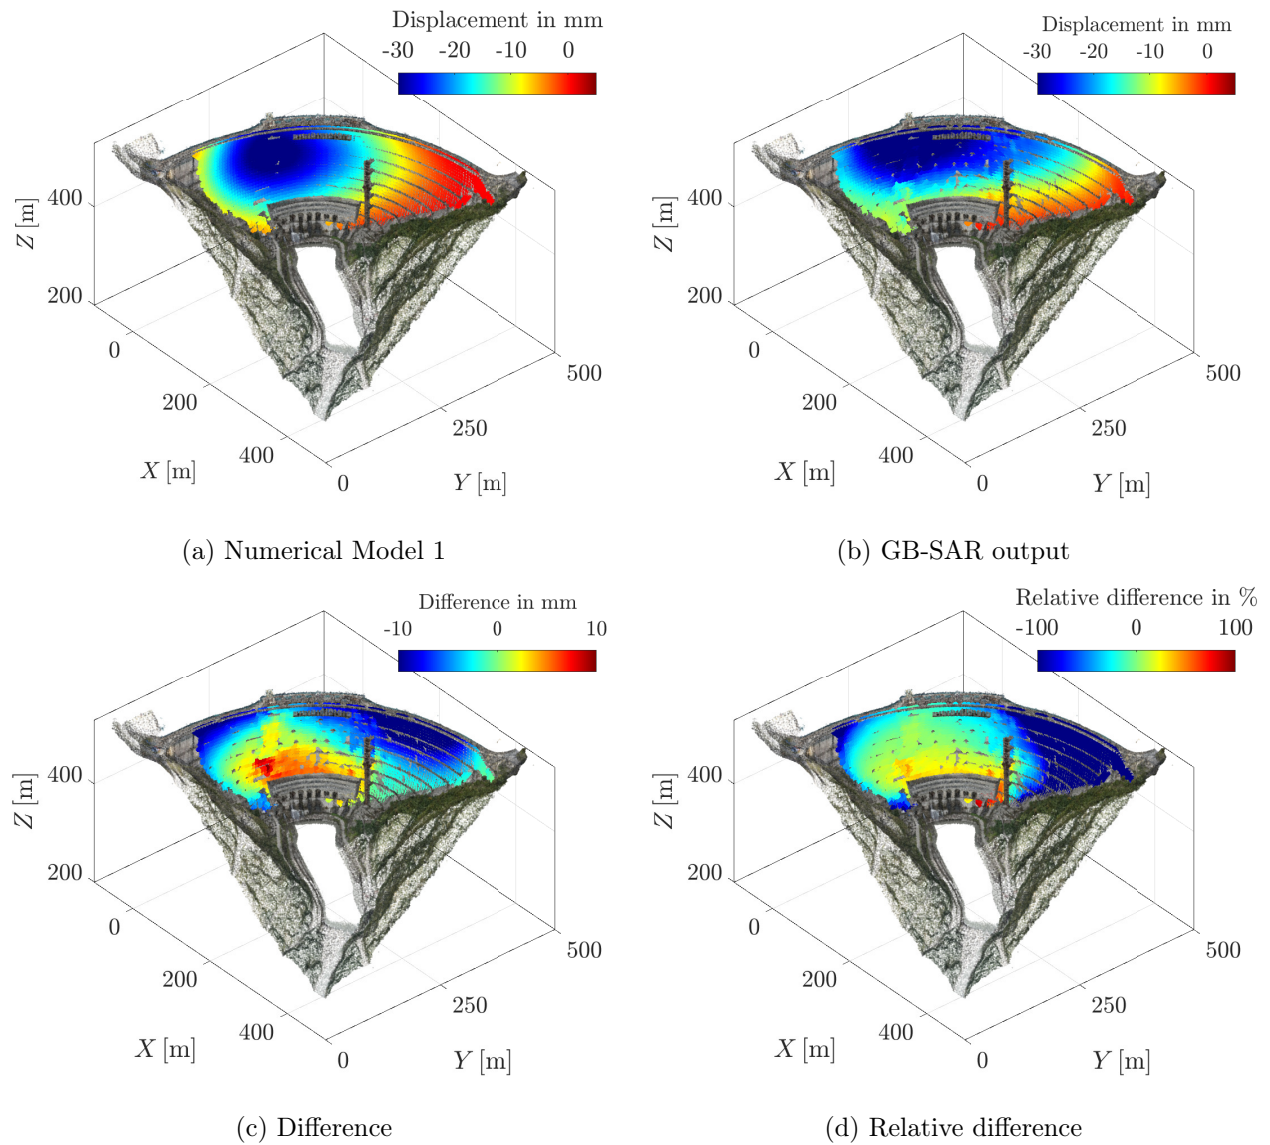 Displacement in mm
-30 -20 -10 0
Z [m]
400
200
0
200
400
X [m]
0
250
500
Y [m]
(a) Numerical Model 1
Displacement in mm
-30 -20 -10 0
Z [m]
400
200
0
200
400
X [m]
0
250
500
Y [m]
(b) GB-SAR output
Difference in mm
-10 0 10
Z [m]
400
200
0
200
400
X [m]
0
250
500
Y [m]
(c) Difference
Relative difference in %
-100 0 100
Z [m]
400
200
0
200
400
X [m]
0
250
500
Y [m]
(d) Relative difference